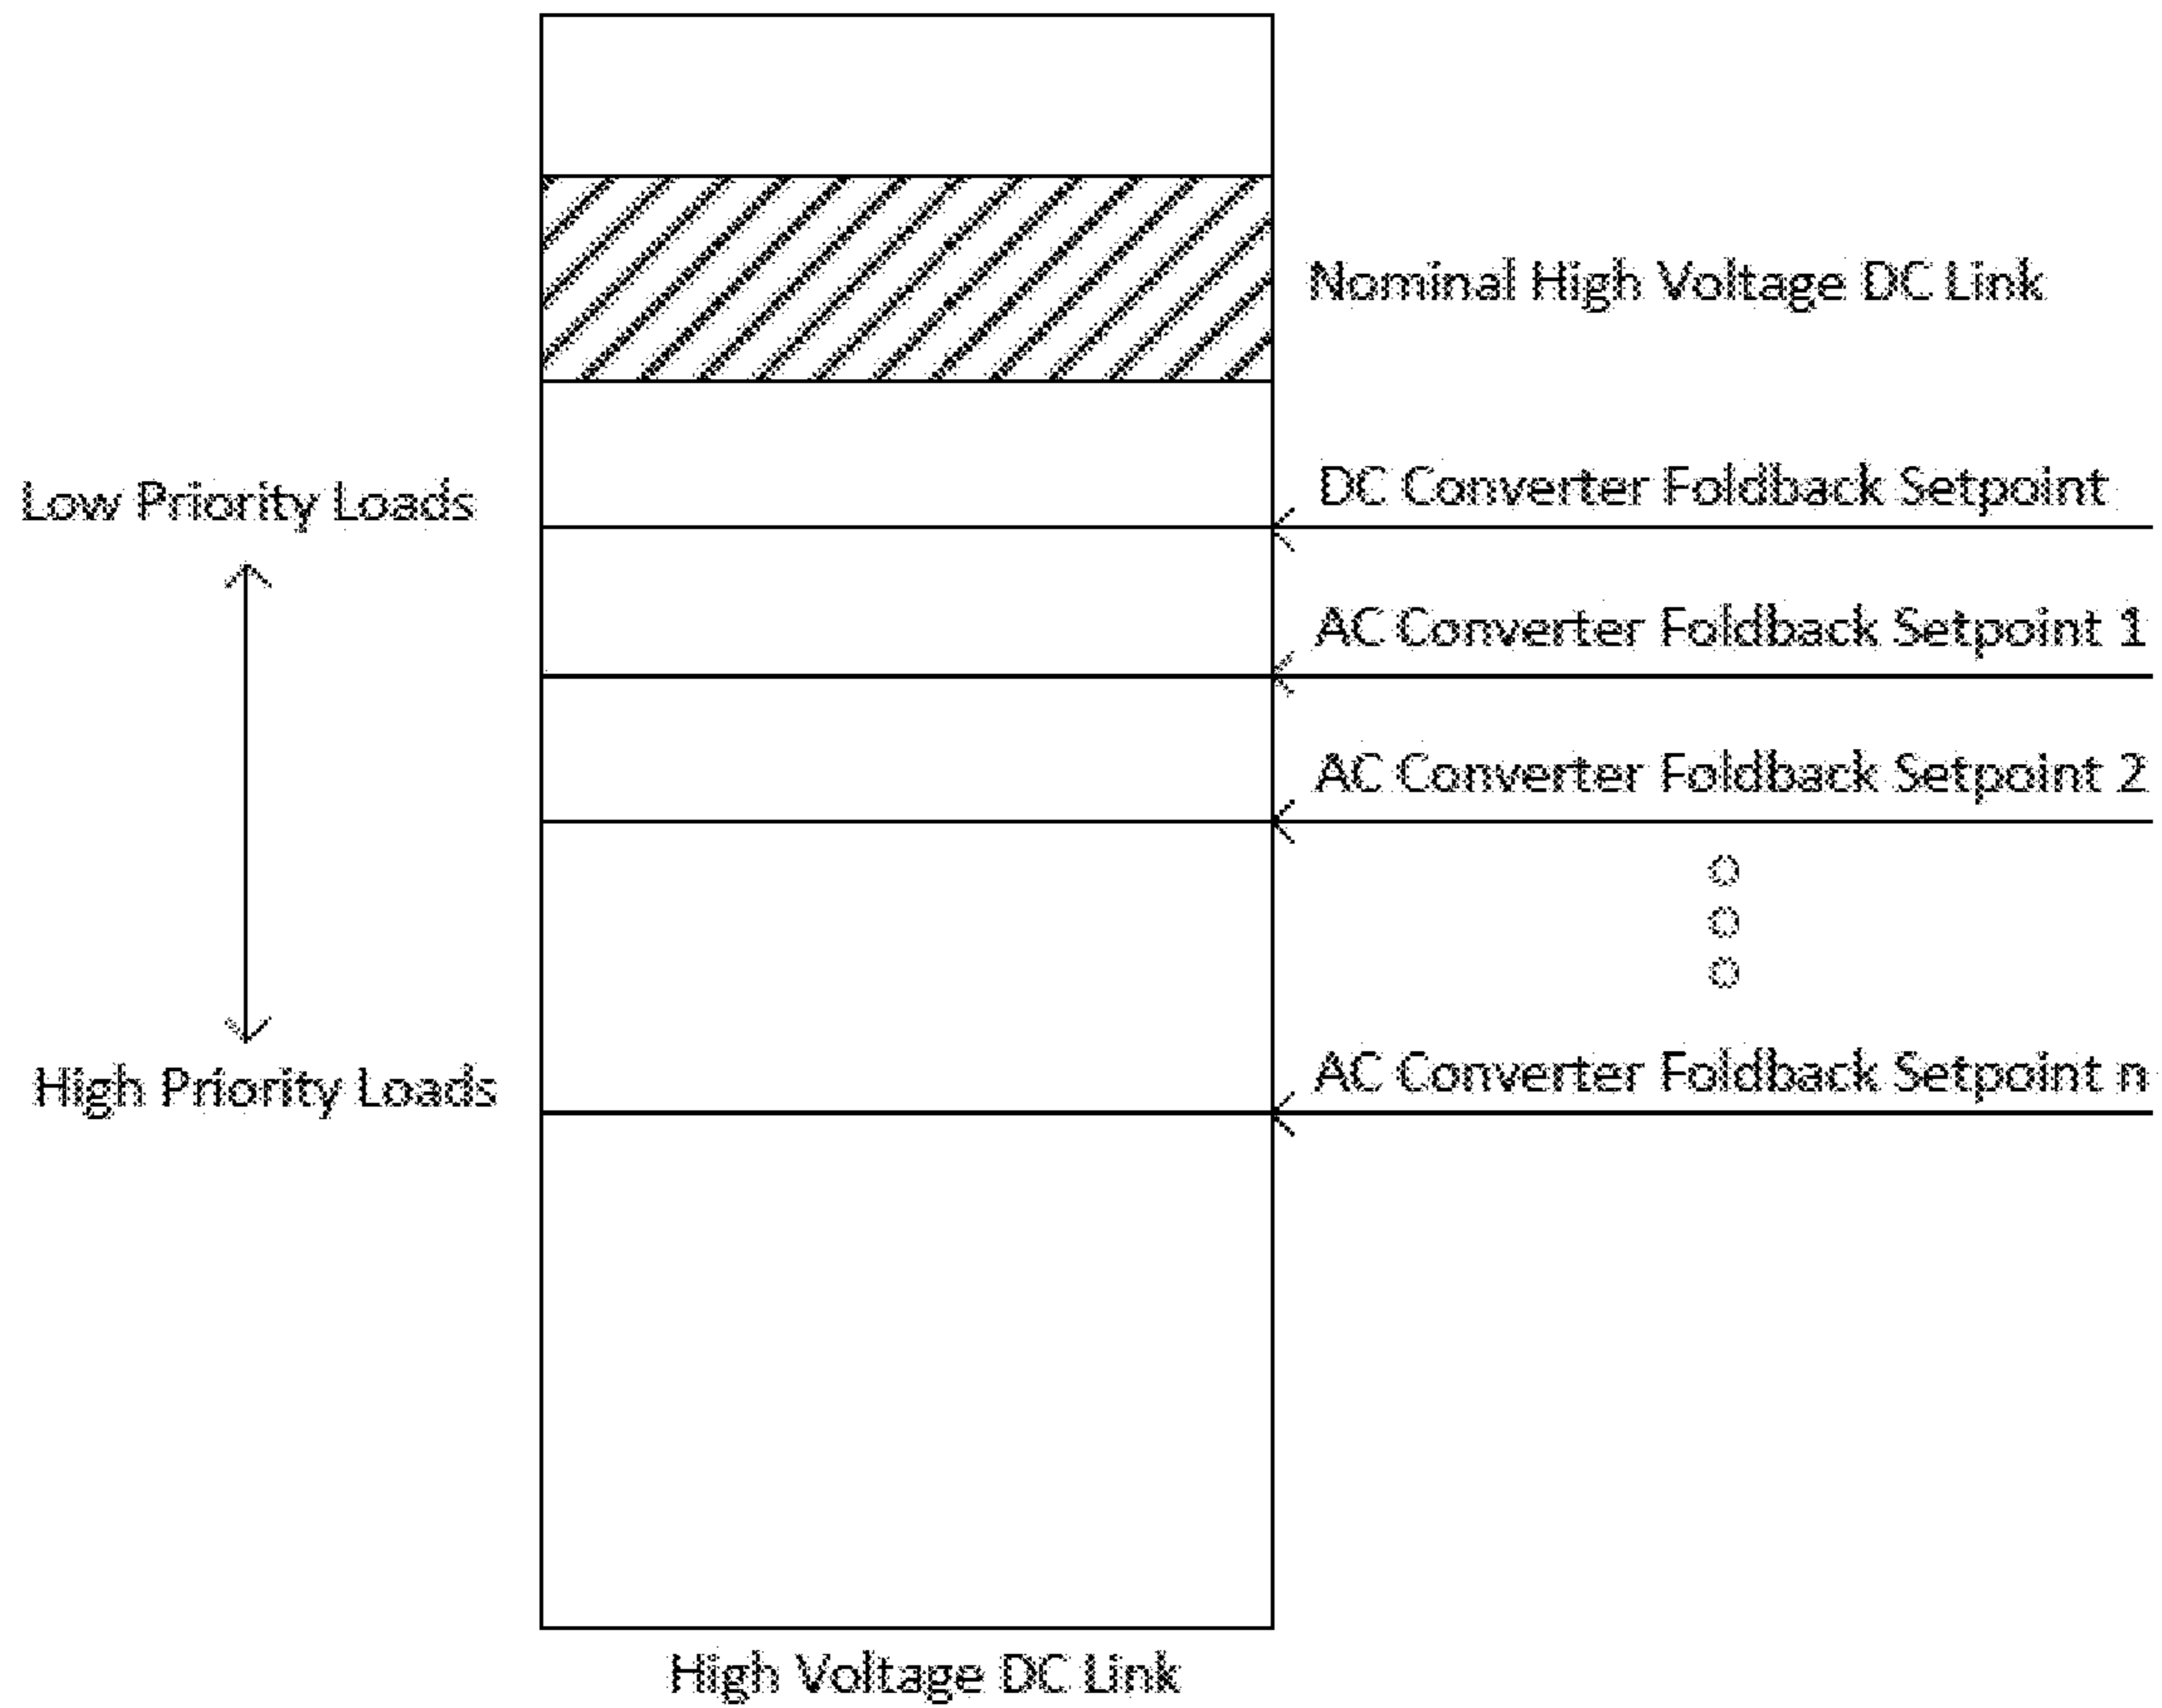 Nominal High Voltage DC Link
DC Converter Foldback Setpoint
Low Priority Loads
AC Converter Foldback Setpoint 1
AC Converter Foldback Setpoint 2
AC Converter Foldback Setpoint n
High Priority Loads
High Voltage DC Link